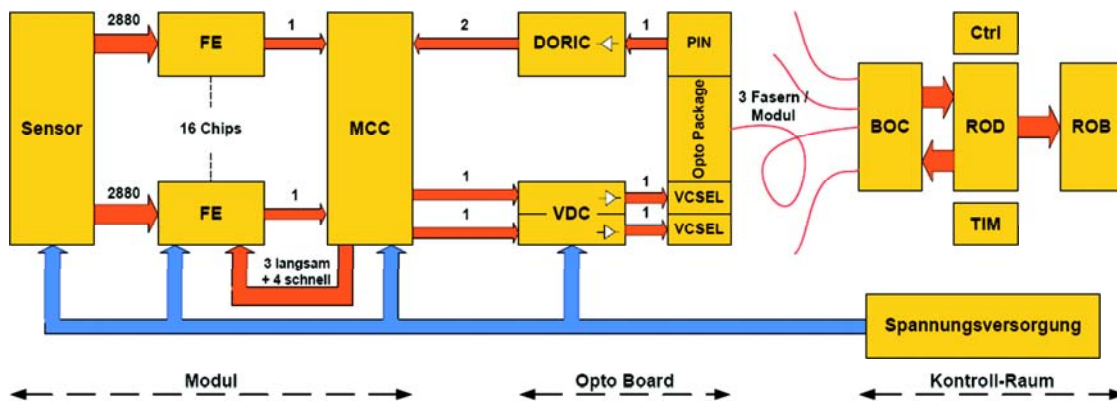 2880
FE
1
MCC
2
DORIC
1
PIN
Ctrl
Sensor
16 Chips
Opto Package
3 Fasern /
Modul
BOC
ROD
ROB
2880
FE
1
1
1
VDC
1
1
VCSEL
VCSEL
TIM
3 langsam
+ 4 schnell
Spannungsversorgung
Modul
Opto Board
Kontroll-Raum